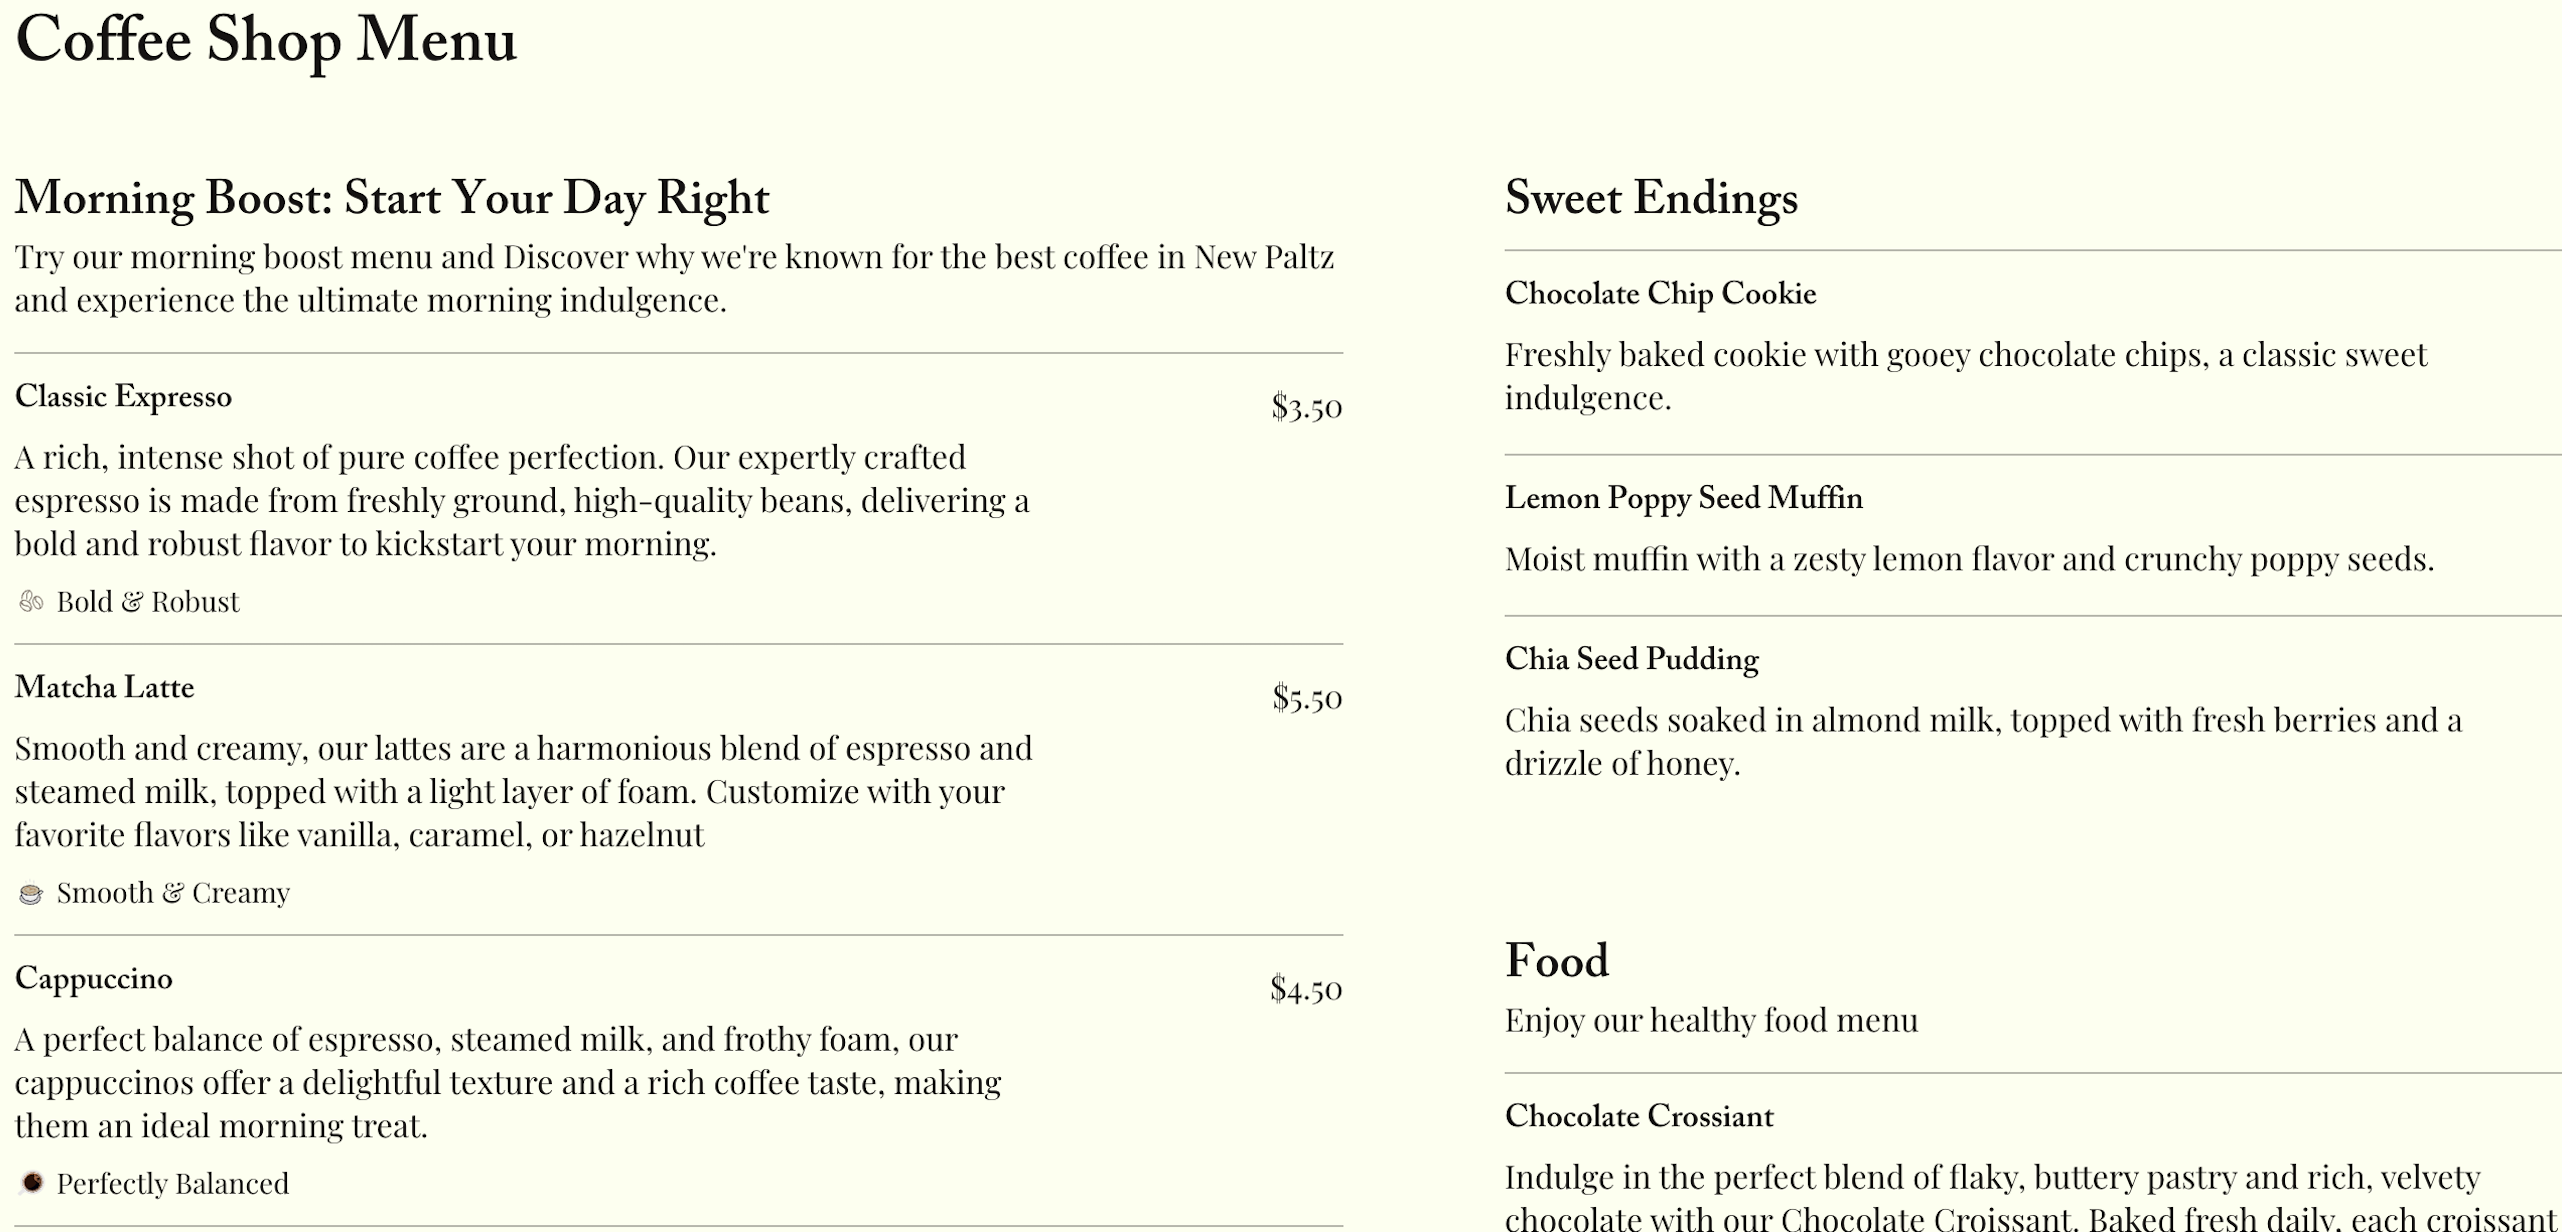 Coffee Shop Menu
Morning Boost: Start Your Day Right
Try our morning boost menu and Discover why we're known for the best coffee in New Paltz
and experience the ultimate morning indulgence.
Classic Expresso
$3.50
A rich, intense shot of pure coffee perfection. Our expertly crafted
espresso is made from freshly ground, high-quality beans, delivering a
bold and robust flavor to kickstart your morning.
Bold & Robust
Matcha Latte
$5.50
Smooth and creamy, our lattes are a harmonious blend of espresso and
steamed milk, topped with a light layer of foam. Customize with your
favorite flavors like vanilla, caramel, or hazelnut
Smooth & Creamy
Cappuccino
$4.50
A perfect balance of espresso, steamed milk, and frothy foam, our
cappuccinos offer a delightful texture and a rich coffee taste, making
them an ideal morning treat.
Perfectly Balanced
Sweet Endings
Chocolate Chip Cookie
Freshly baked cookie with gooey chocolate chips, a classic sweet
indulgence.
Lemon Poppy Seed Muffin
Moist muffin with a zesty lemon flavor and crunchy poppy seeds.
Chia Seed Pudding
Chia seeds soaked in almond milk, topped with fresh berries and a
drizzle of honey.
Food
Enjoy our healthy food menu
Chocolate Crossiant
Indulge in the perfect blend of flaky, buttery pastry and rich, velvety
chocolate with our Chocolate Croissant. Baked fresh daily, each croissant